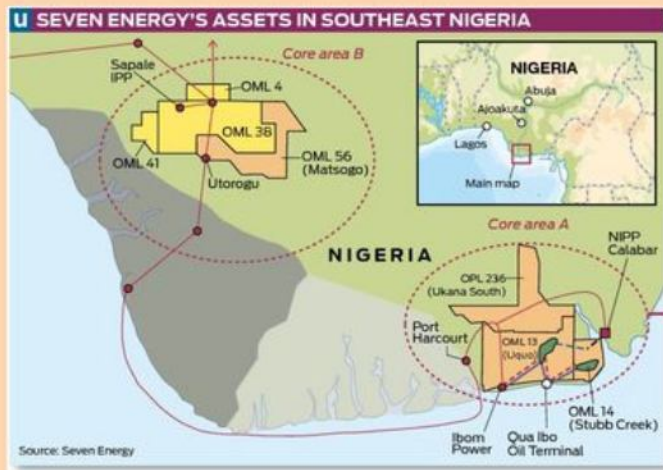 u SEVEN ENERGY'S ASSETS IN SOUTHEAST NIGERIA
Core area B
Sapale
IPP
OML 4
OML 38
OML 41
OML 56
(Matsogo)
Utorogu
NIGERIA
Abuja
Ajoakuta
Lagos
Main map
NIGERIA
Core area A
NIPP
Calabar
OPL 236
(Ukana South)
Port
Harcourt
OML 13
(Uquo)
OML 14
(Stubb Creek)
Ibom
Power
Qua Ibo
Oil Terminal
Source: Seven Energy